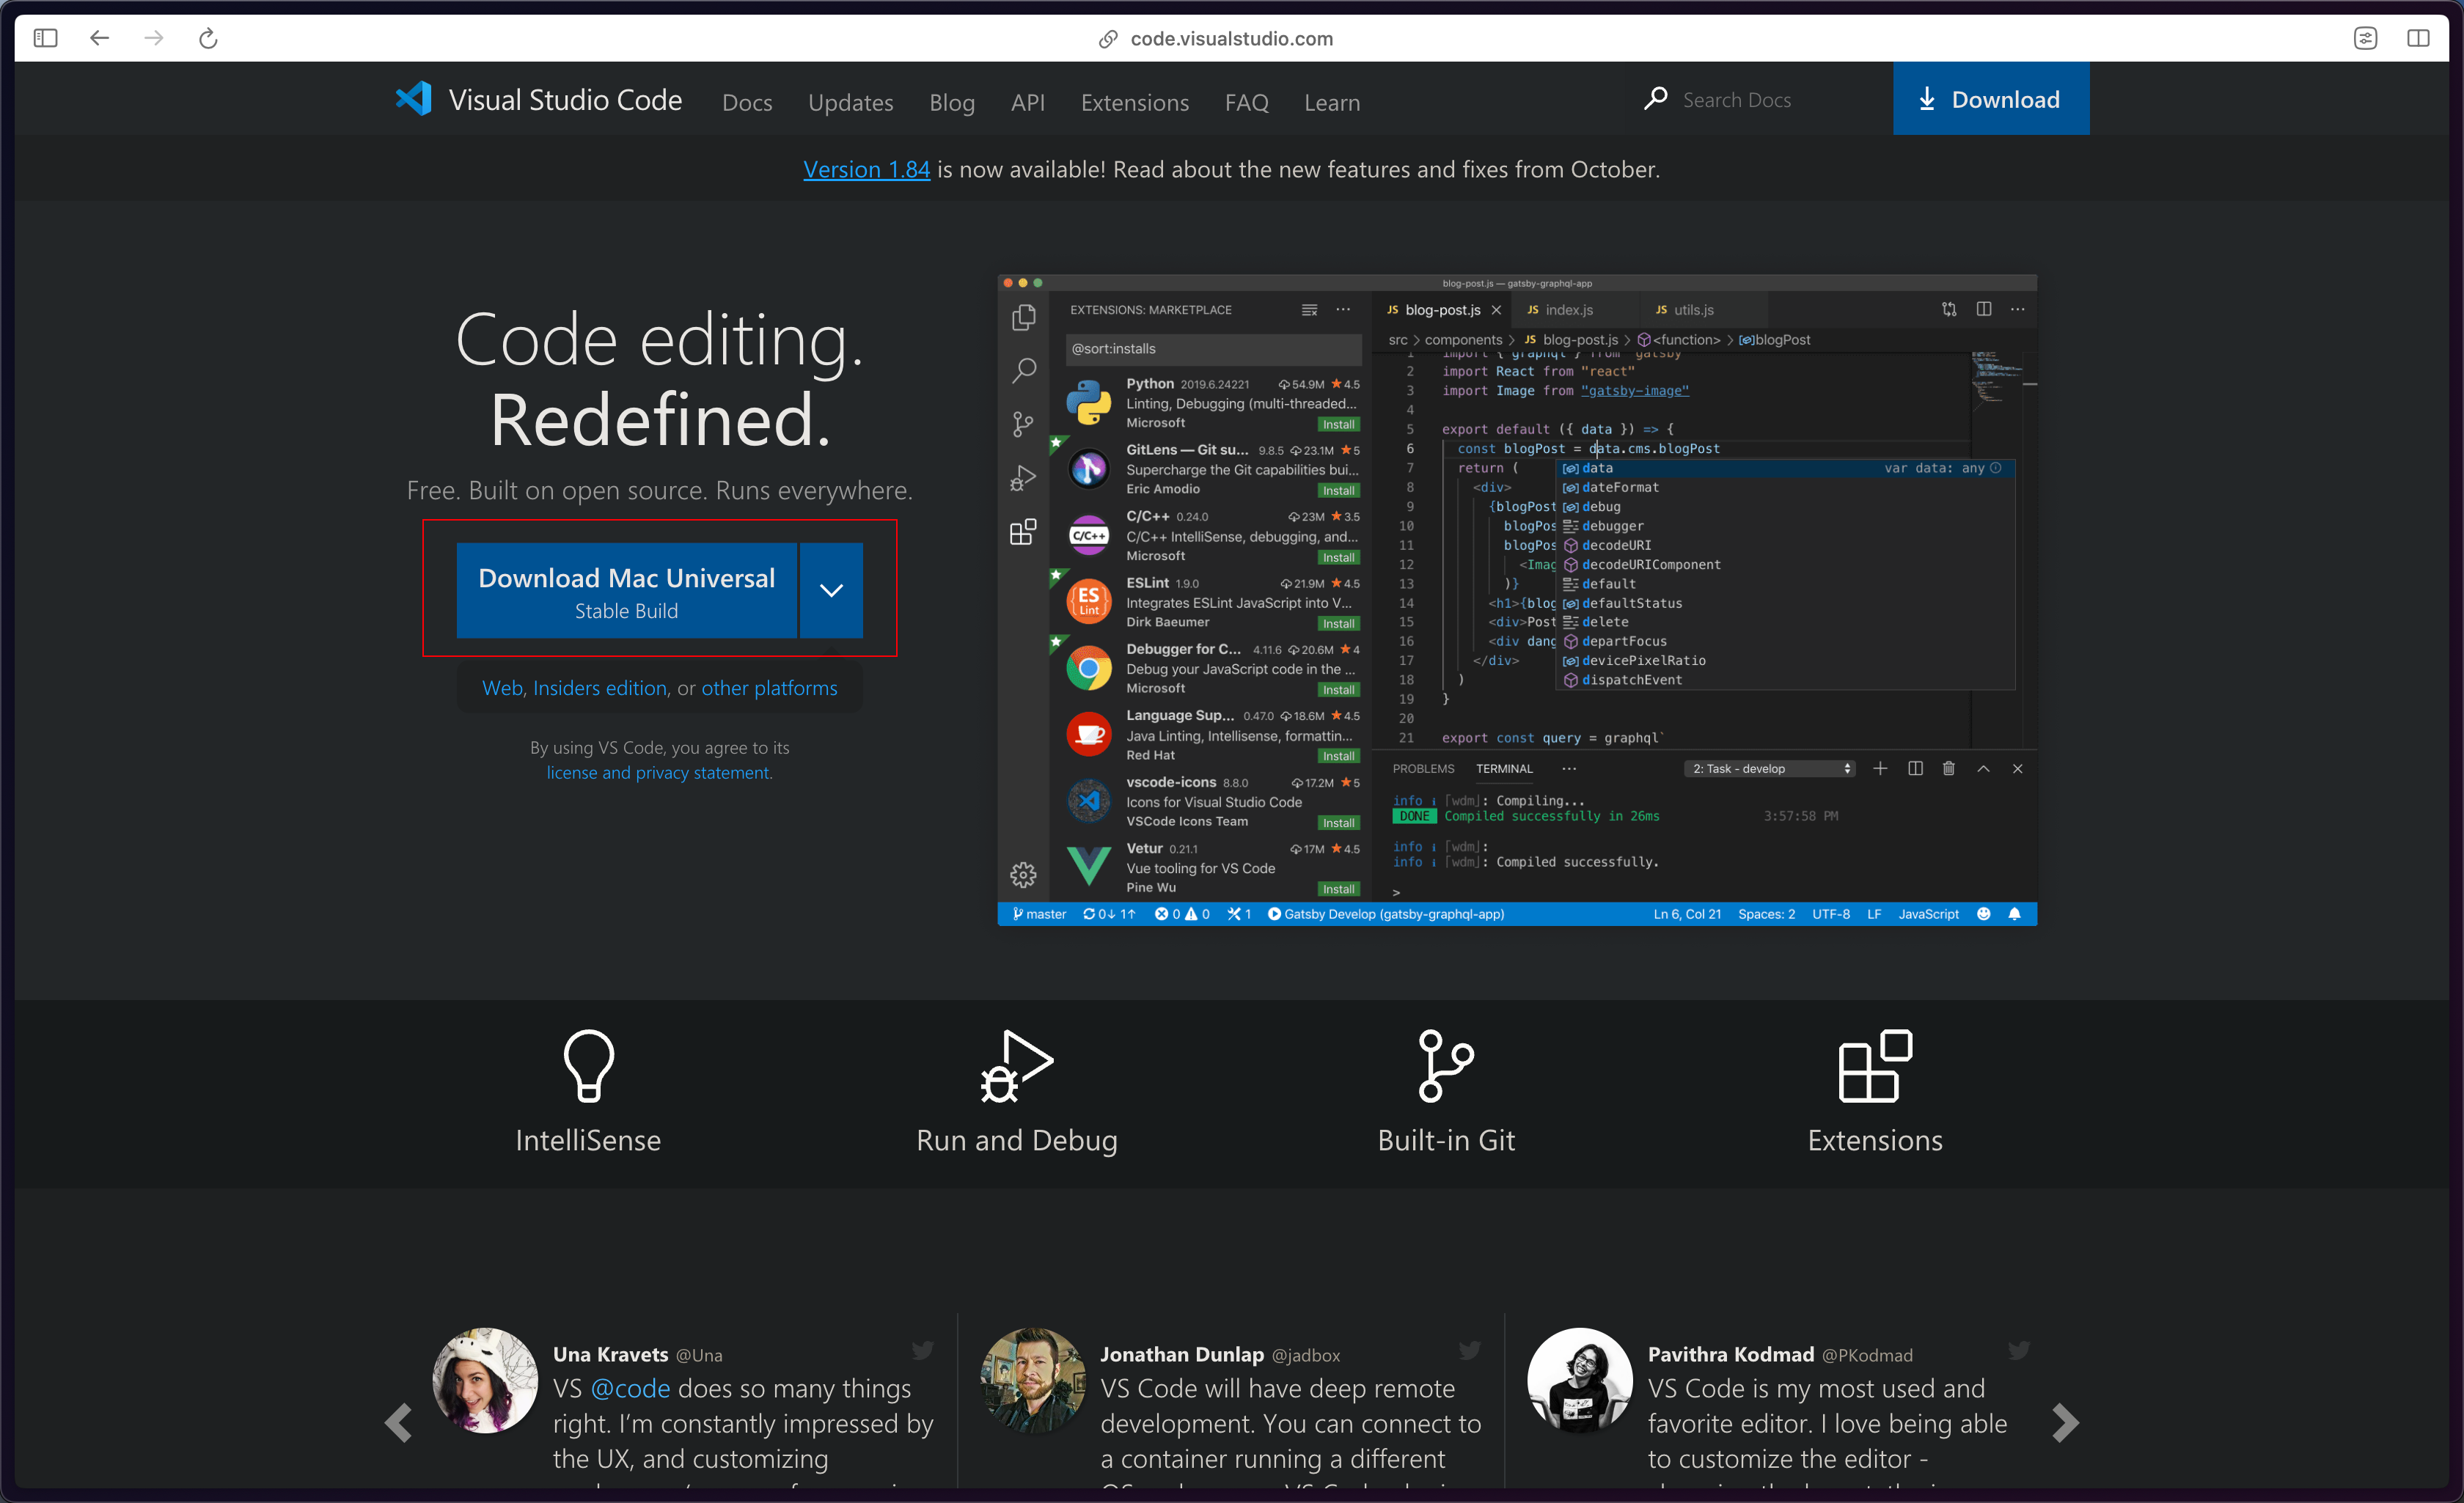 code.visualstudio.com
Visual Studio Code Docs Updates Blog API Extensions FAQ Learn Search Docs Download
Version 1.84 is now available! Read about the new features and fixes from October.
Code editing.
Redefined.
Free. Built on open source. Runs everywhere.
Download Mac Universal
Stable Build
Web, Insiders edition, or other platforms
By using VS Code, you agree to its
license and privacy statement.
blog-post.js — gatsby-graphql-app
EXTENSIONS: MARKETPLACE
@sort:installs
Python 2019.6.24221 54.9M 4.5
Linting, Debugging (multi-threaded...
Microsoft Install
GitLens — Git su... 9.8.5 23.1M 5
Supercharge the Git capabilities bui...
Eric Amodio Install
C/C++
C/C++ 0.24.0 23M 3.5
C/C++ IntelliSense, debugging, and...
Microsoft Install
ES
Lint
ESLint 1.9.0 21.9M 4.5
Integrates ESLint JavaScript into V...
Dirk Baeumer Install
Debugger for C... 4.11.6 20.6M 4
Debug your JavaScript code in the ...
Microsoft Install
Language Sup... 0.47.0 18.6M 4.5
Java Linting, Intellisense, formattin...
Red Hat Install
vscode-icons 8.8.0 17.2M 5
Icons for Visual Studio Code
VSCode Icons Team Install
Vetur 0.21.1 17M 4.5
Vue tooling for VS Code
Pine Wu Install
JS blog-post.js JS index.js JS utils.js
src > components > JS blog-post.js > <function> > blogPost
1 import { graphql } from "gatsby"
2 import React from "react"
3 import Image from "gatsby-image"
4
5 export default ({ data }) => {
6 const blogPost = data.cms.blogPost
7 return (
8 <div>
9 {blogPost
10 blogPos
11 blogPos
12 <Imag
13 )}
14 <h1>{blog
15 <div>Post
16 <div dang
17 </div>
18 )
19 }
20
21 export const query = graphql`
data var data: any
dateFormat
debug
debugger
decodeURI
decodeURIComponent
default
defaultStatus
delete
departFocus
devicePixelRatio
dispatchEvent
PROBLEMS TERMINAL ... 2: Task - develop
info i ｢wdm｣: Compiling...
DONE Compiled successfully in 26ms 3:57:58 PM
info i ｢wdm｣:
info i ｢wdm｣: Compiled successfully.
>
master 0↓ 1↑ 0 0 1 Gatsby Develop (gatsby-graphql-app) Ln 6, Col 21 Spaces: 2 UTF-8 LF JavaScript
IntelliSense Run and Debug Built-in Git Extensions
Una Kravets @Una
VS @code does so many things
right. I’m constantly impressed by
the UX, and customizing
Jonathan Dunlap @jadbox
VS Code will have deep remote
development. You can connect to
a container running a different
Pavithra Kodmad @PKodmad
VS Code is my most used and
favorite editor. I love being able
to customize the editor -